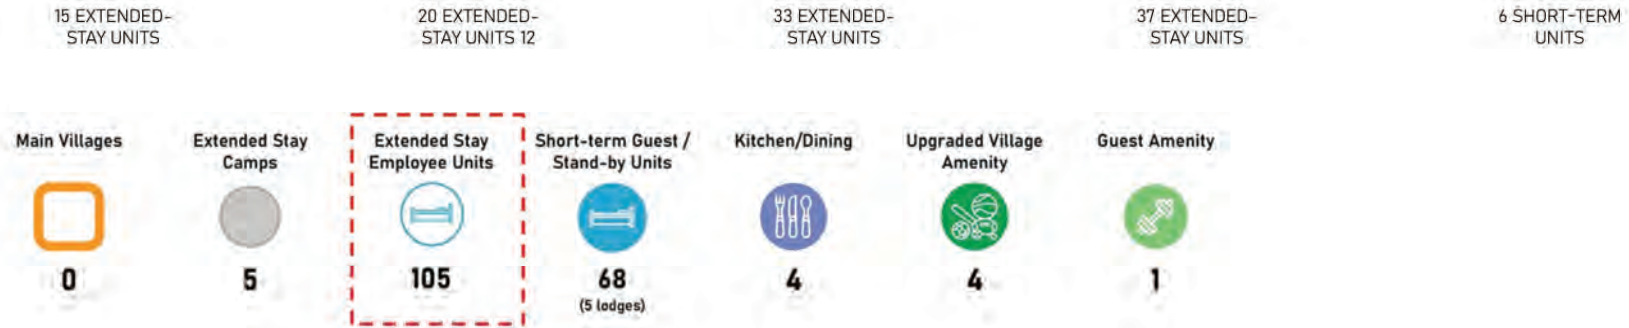 15 EXTENDED-
STAY UNITS
20 EXTENDED-
STAY UNITS 12
33 EXTENDED-
STAY UNITS
37 EXTENDED-
STAY UNITS
6 SHORT-TERM
UNITS
Main Villages
0
Extended Stay
Camps
5
Extended Stay
Employee Units
105
Short-term Guest /
Stand-by Units
68
(5 lodges)
Kitchen/Dining
4
Upgraded Village
Amenity
4
Guest Amenity
1